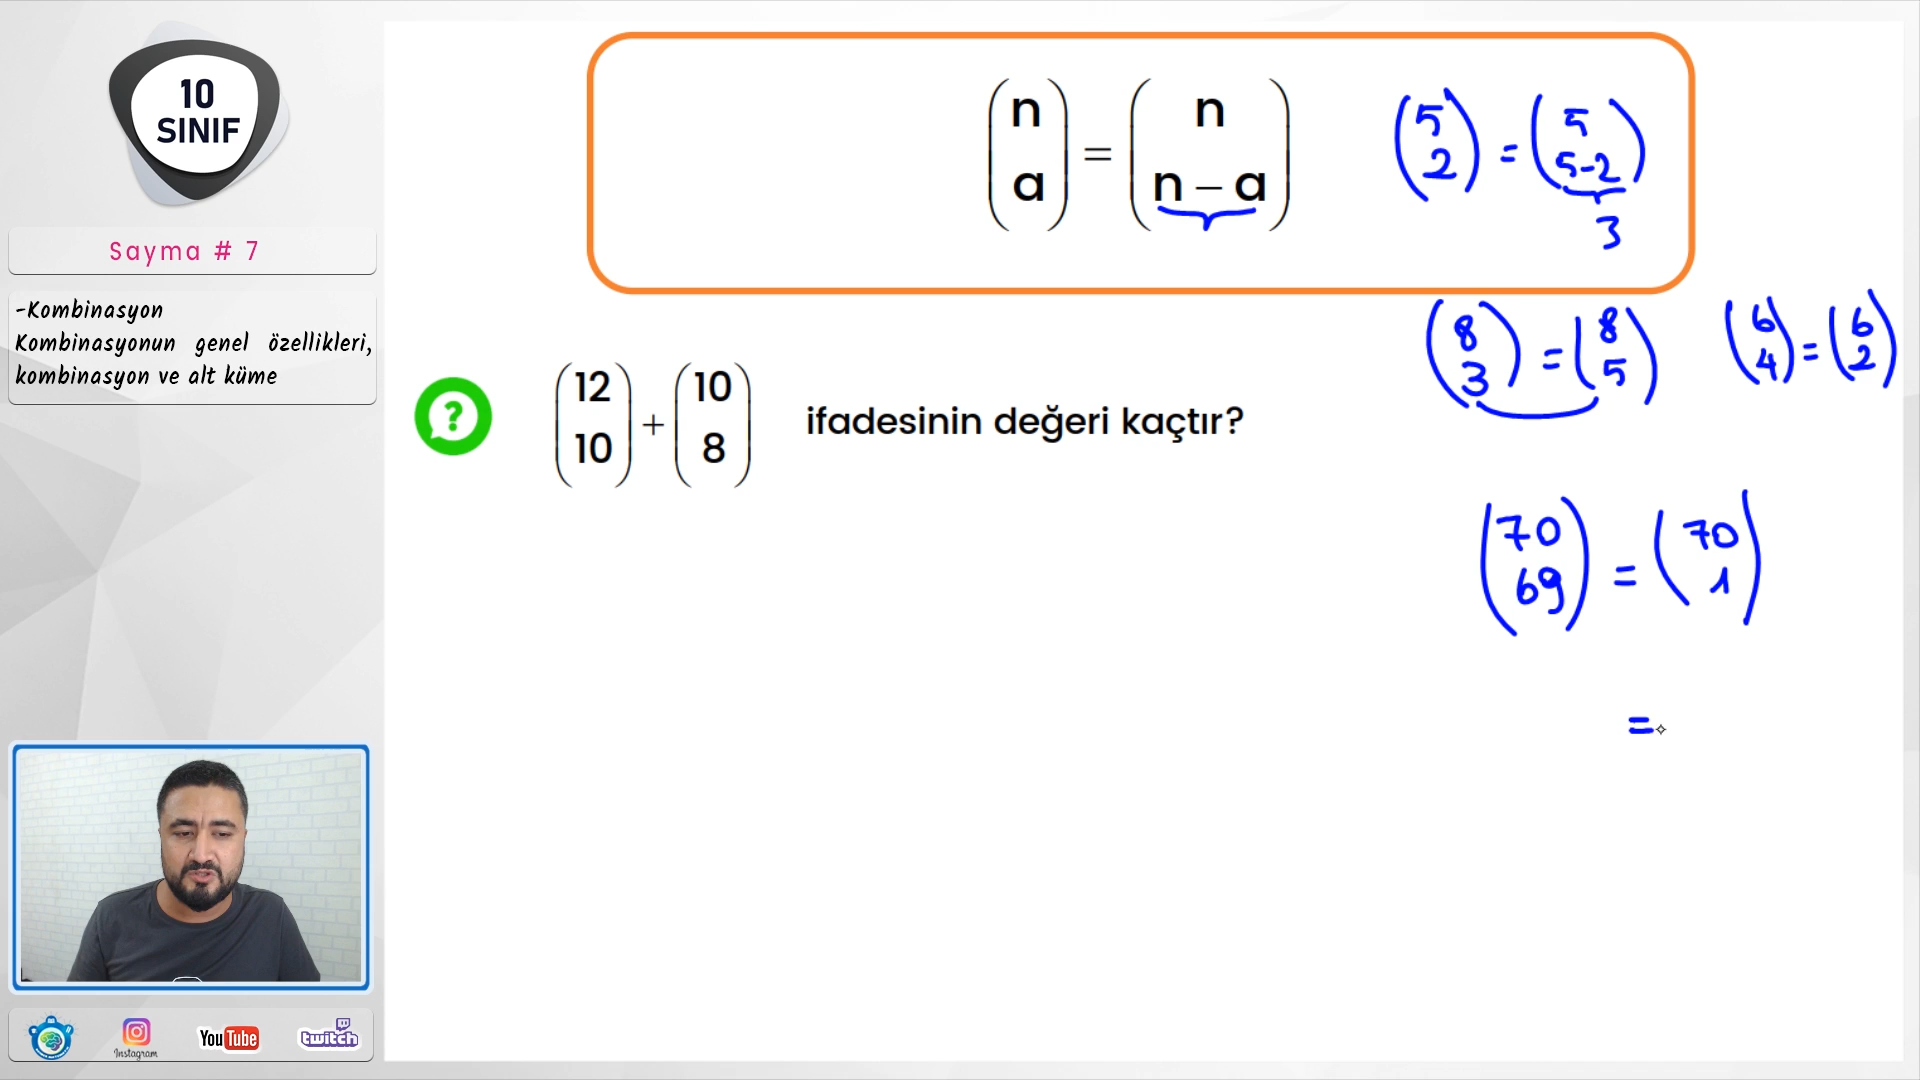 10
SINIF
Sayma # 7
-Kombinasyon
Kombinasyonun genel özellikleri,
kombinasyon ve alt küme
(n a) = (n n – a)
(5 2) = (5 5-2)
3
(8 3) = (8 5)
(6 4) = (6 2)
(12 10) + (10 8) ifadesinin değeri kaçtır?
(70 69) = (70 1)
=
Instagram
YouTube
twitch